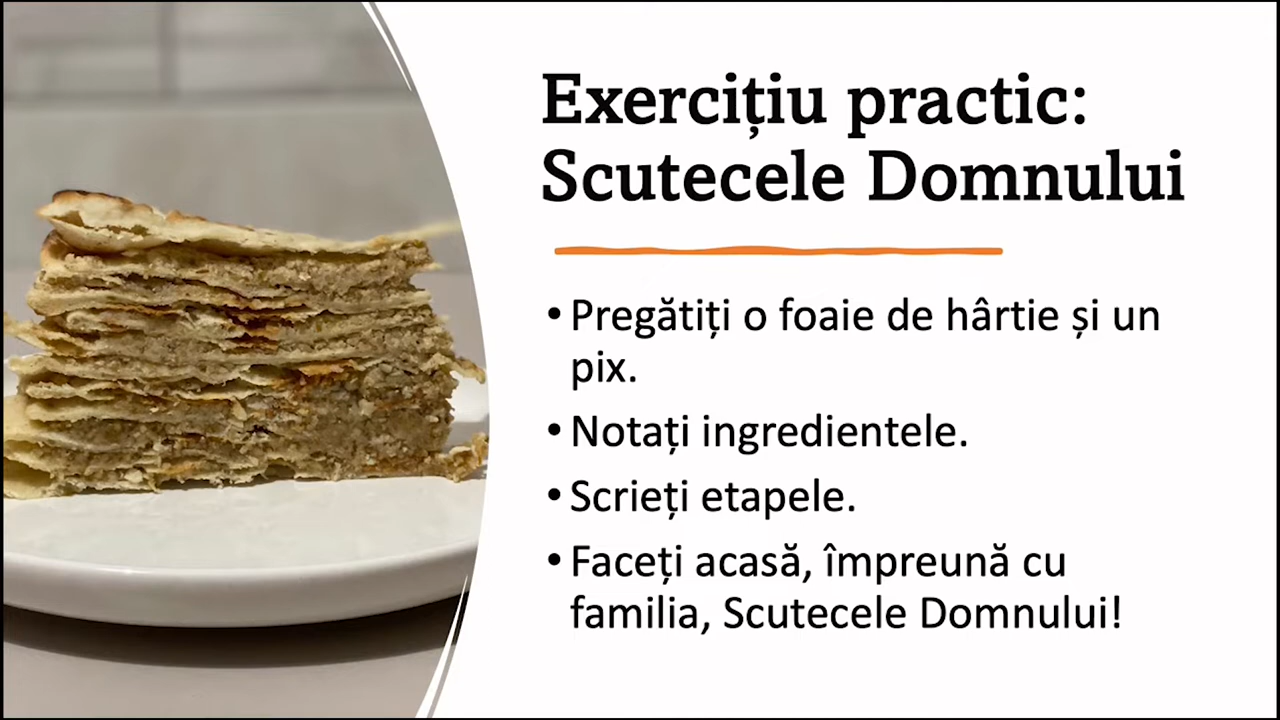 Exercițiu practic:
Scutecele Domnului
• Pregătiți o foaie de hârtie și un
pix.
• Notați ingredientele.
• Scrieți etapele.
• Faceți acasă, împreună cu
familia, Scutecele Domnului!